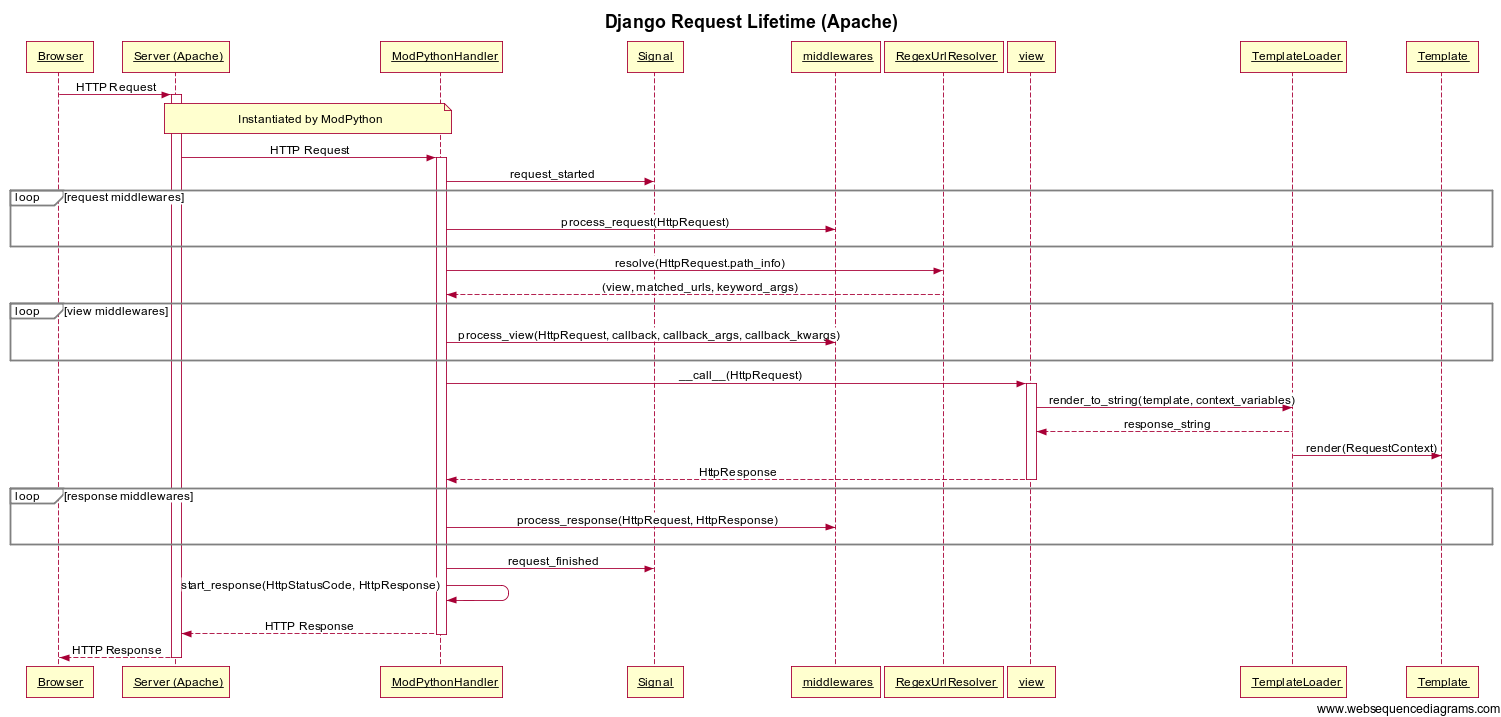 Django Request Lifetime (Apache)
Browser
Server (Apache)
ModPythonHandler
Signal
middlewares
RegexUrlResolver
view
TemplateLoader
Template
HTTP Request
Instantiated by ModPython
HTTP Request
request_started
loop
[request middlewares]
process_request(HttpRequest)
resolve(HttpRequest.path_info)
(view, matched_urls, keyword_args)
loop
[view middlewares]
process_view(HttpRequest, callback, callback_args, callback_kwargs)
__call__(HttpRequest)
render_to_string(template, context_variables)
response_string
render(RequestContext)
HttpResponse
loop
[response middlewares]
process_response(HttpRequest, HttpResponse)
request_finished
start_response(HttpStatusCode, HttpResponse)
HTTP Response
HTTP Response
Browser
Server (Apache)
ModPythonHandler
Signal
middlewares
RegexUrlResolver
view
TemplateLoader
Template
www.websequencediagrams.com